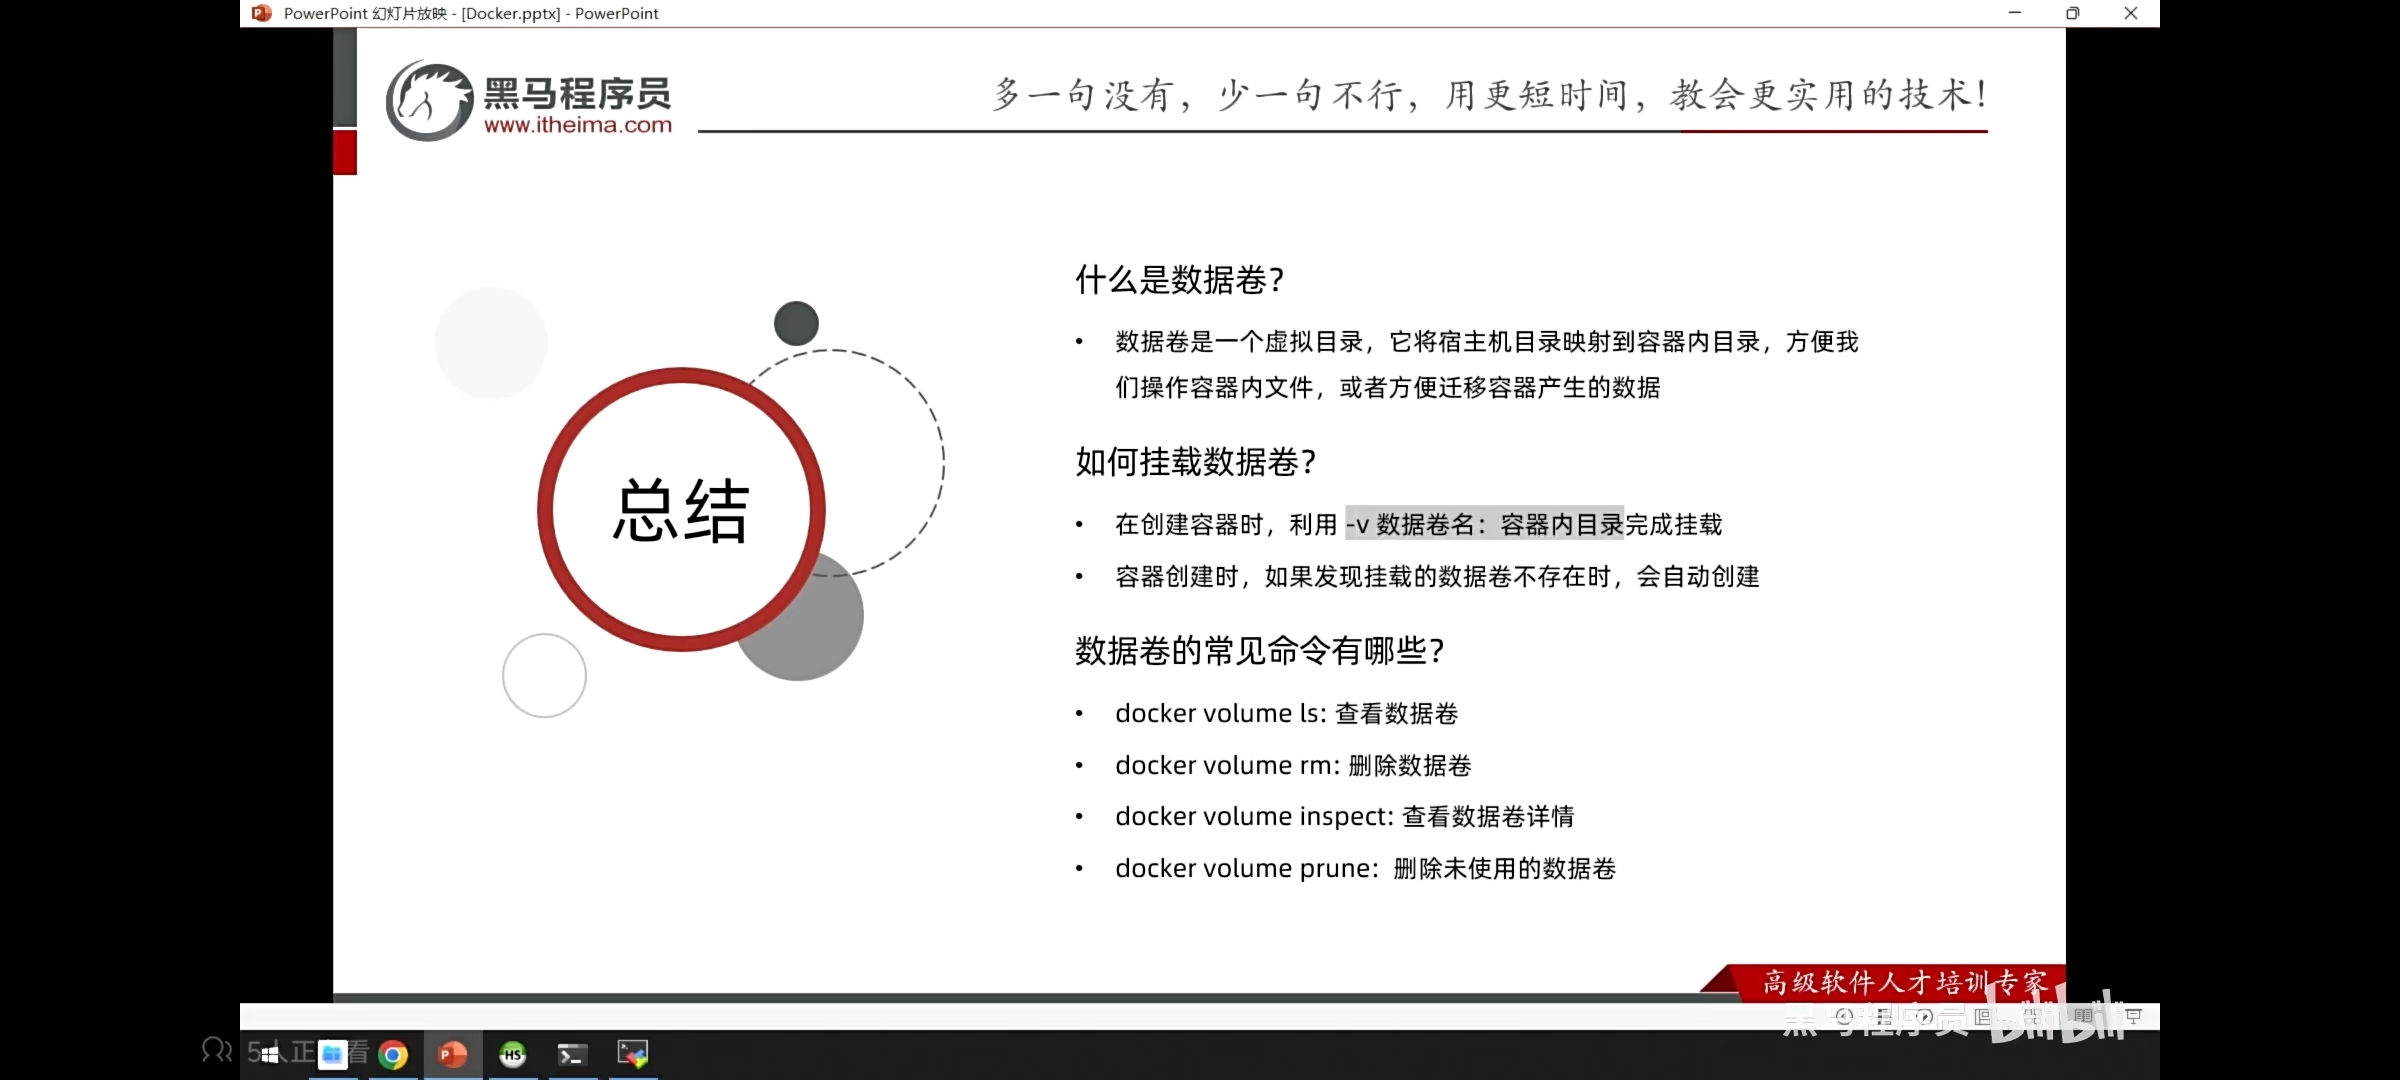 PowerPoint 幻灯片放映 - [Docker.pptx] - PowerPoint
黑马程序员
www.itheima.com
多一句没有，少一句不行，用更短时间，教会更实用的技术！
总结
什么是数据卷？
• 数据卷是一个虚拟目录，它将宿主机目录映射到容器内目录，方便我
们操作容器内文件，或者方便迁移容器产生的数据
如何挂载数据卷？
• 在创建容器时，利用 -v 数据卷名：容器内目录完成挂载
• 容器创建时，如果发现挂载的数据卷不存在时，会自动创建
数据卷的常见命令有哪些？
• docker volume ls: 查看数据卷
• docker volume rm: 删除数据卷
• docker volume inspect: 查看数据卷详情
• docker volume prune：删除未使用的数据卷
高级软件人才培训专家
黑马程序员 bilibili
5人正 看
HS